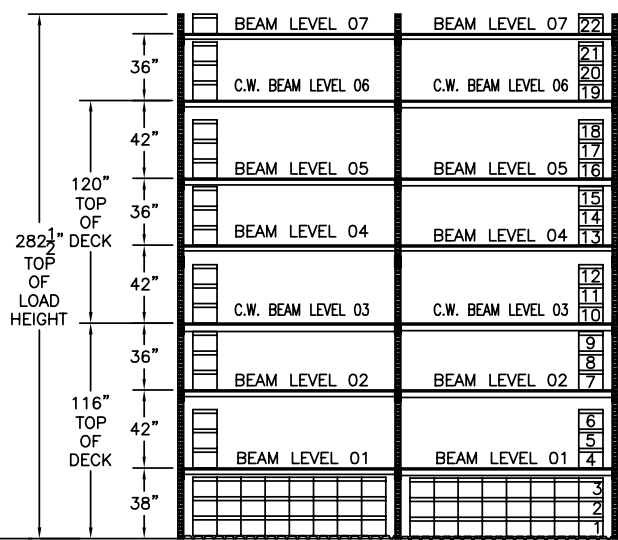 BEAM LEVEL 07 BEAM LEVEL 07 22
36"
21
20
C.W. BEAM LEVEL 06 C.W. BEAM LEVEL 06
19
42"
18
17
BEAM LEVEL 05 BEAM LEVEL 05 16
120"
TOP
OF
DECK
36"
15
14
BEAM LEVEL 04 BEAM LEVEL 04 13
282 1/2"
TOP
OF
LOAD
HEIGHT
42"
12
11
C.W. BEAM LEVEL 03 C.W. BEAM LEVEL 03 10
36"
9
8
BEAM LEVEL 02 BEAM LEVEL 02 7
116"
TOP
OF
DECK
42"
6
5
BEAM LEVEL 01 BEAM LEVEL 01 4
38"
3
2
1